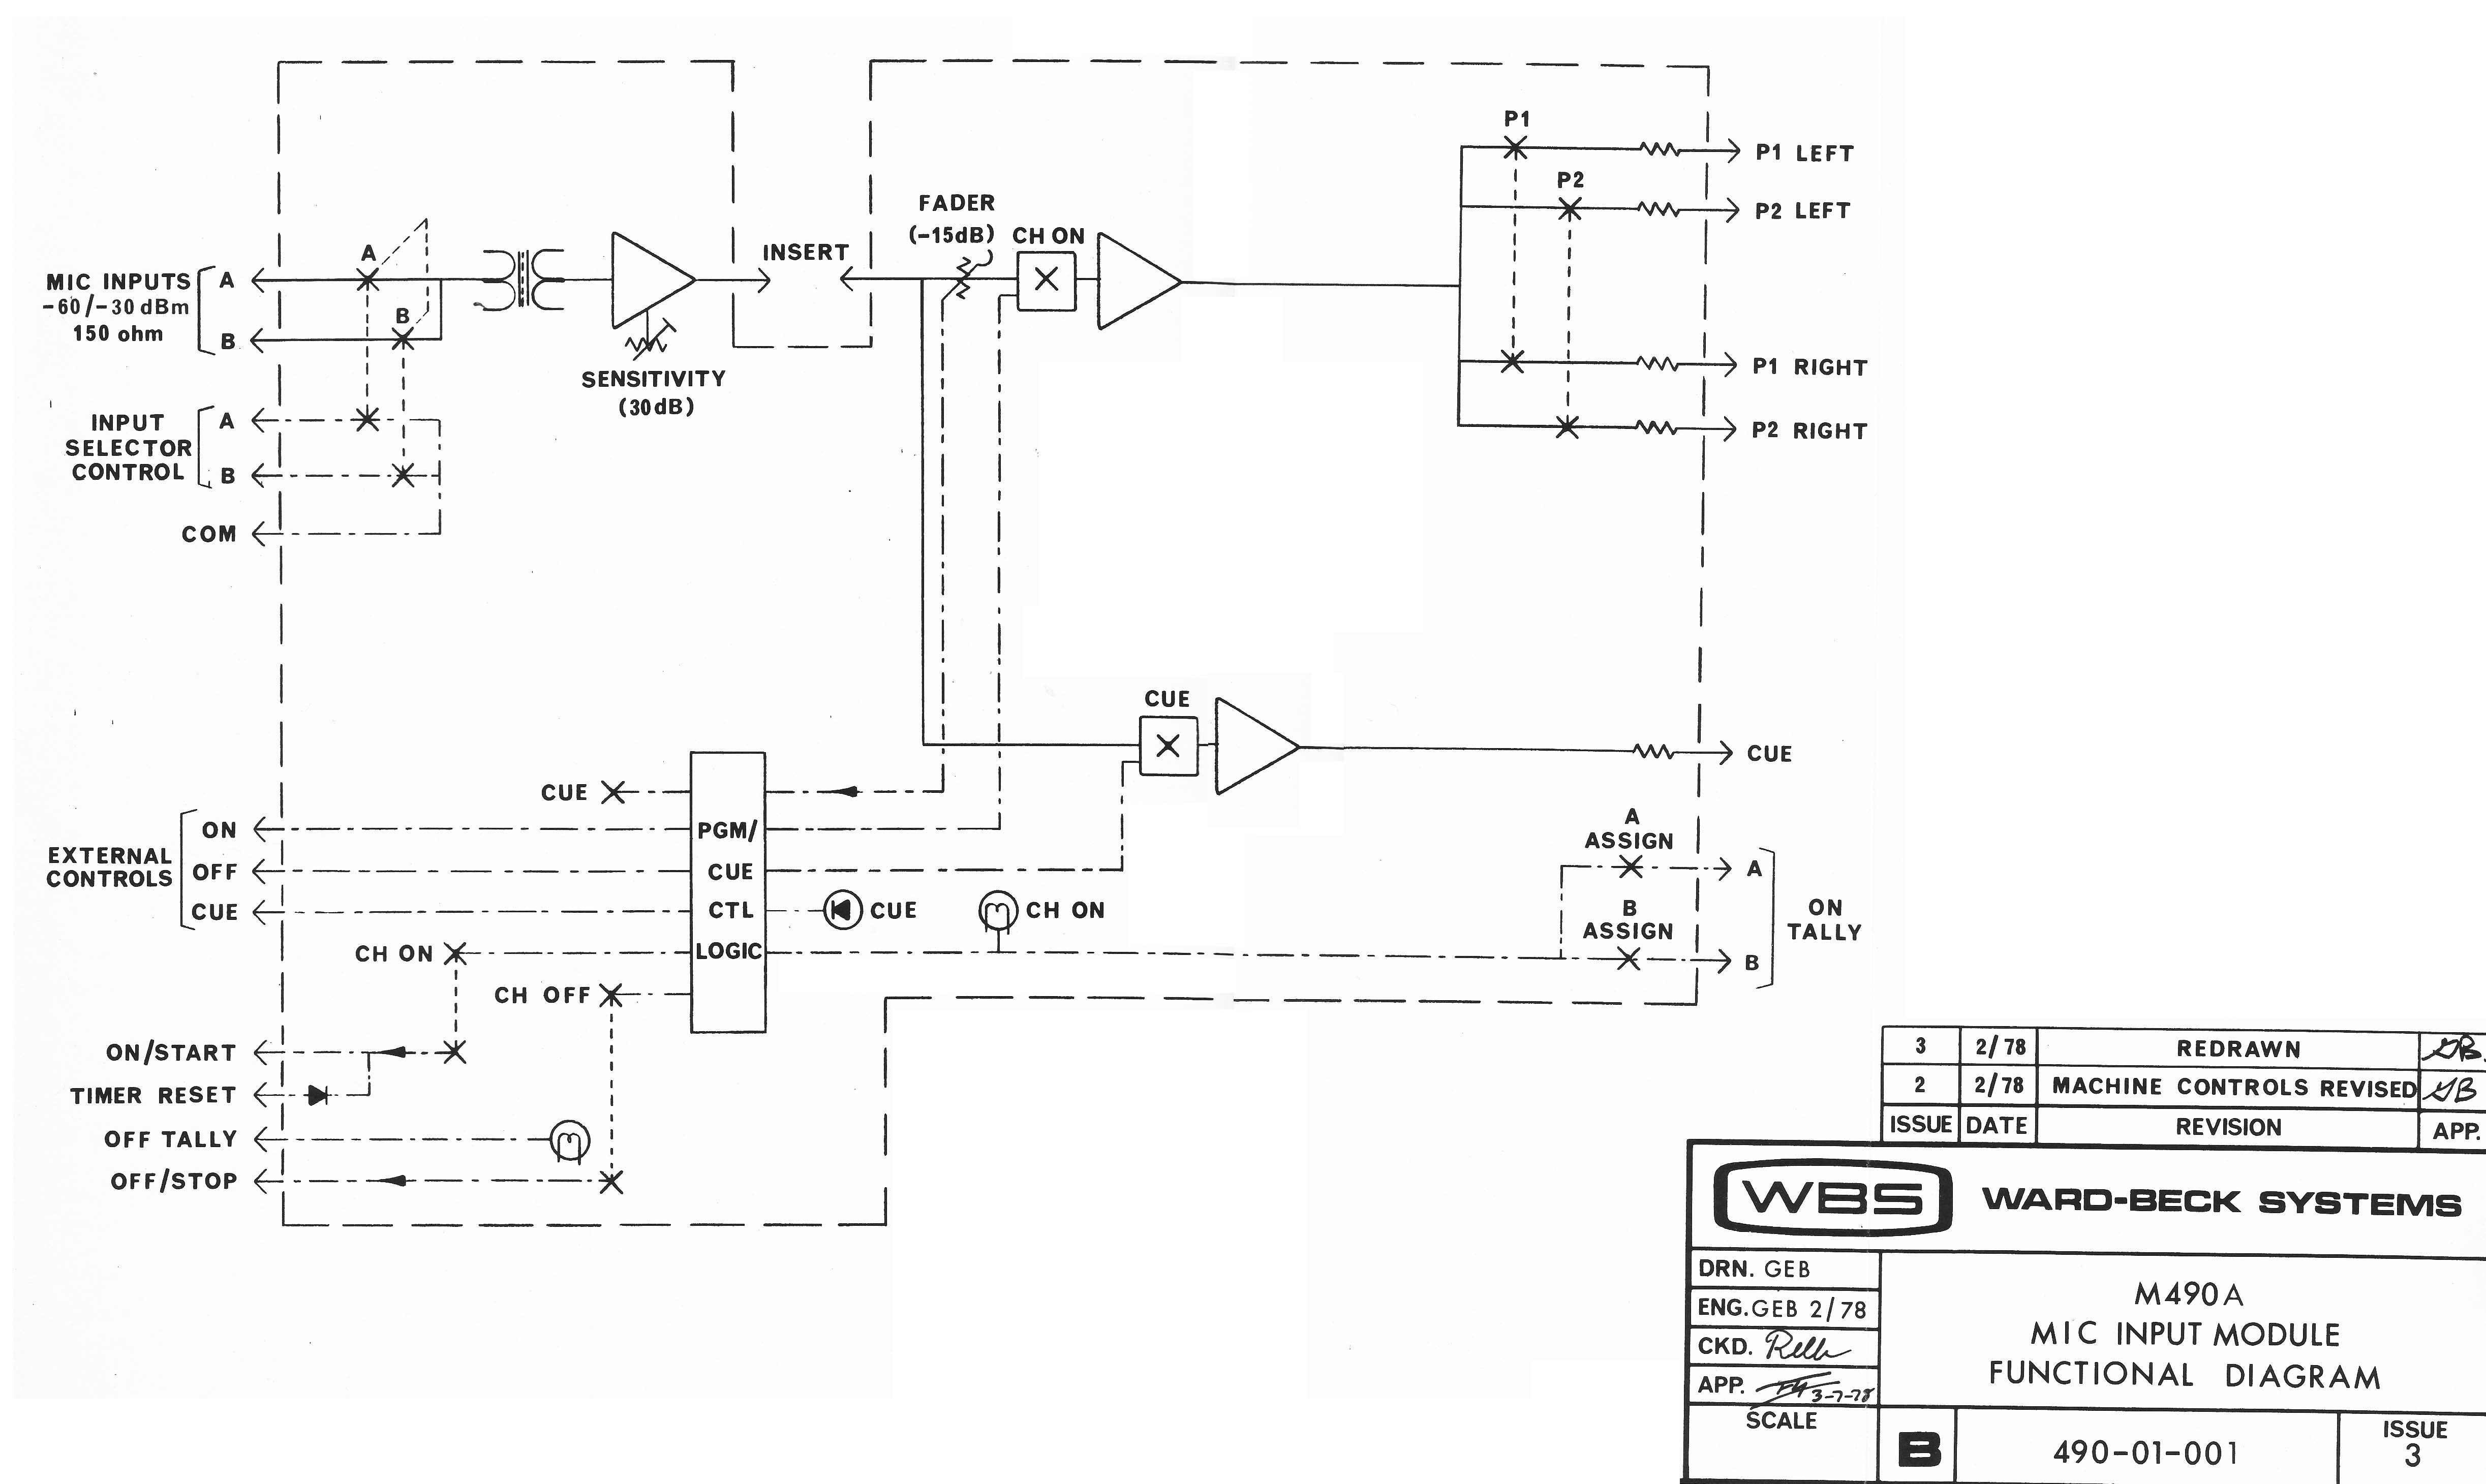 P1
P1 LEFT
P2
P2 LEFT
FADER
(-15dB)
CH ON
INSERT
A
MIC INPUTS
-60/-30 dBm
150 ohm
A
B
B
SENSITIVITY
(30dB)
P1 RIGHT
P2 RIGHT
INPUT
SELECTOR
CONTROL
A
B
COM
CUE
CUE
CUE
EXTERNAL
CONTROLS
ON
OFF
CUE
PGM/
CUE
CTL
LOGIC
CUE
CH ON
A
ASSIGN
B
ASSIGN
A
B
ON
TALLY
CH ON
CH OFF
ON/START
TIMER RESET
OFF TALLY
OFF/STOP
3 2/78 REDRAWN GB.
2 2/78 MACHINE CONTROLS REVISED GB
ISSUE DATE REVISION APP.
WBS WARD-BECK SYSTEMS
DRN. GEB
ENG. GEB 2/78
CKD.
APP. 3-7-78
SCALE
M490A
MIC INPUT MODULE
FUNCTIONAL DIAGRAM
B
490-01-001
ISSUE
3